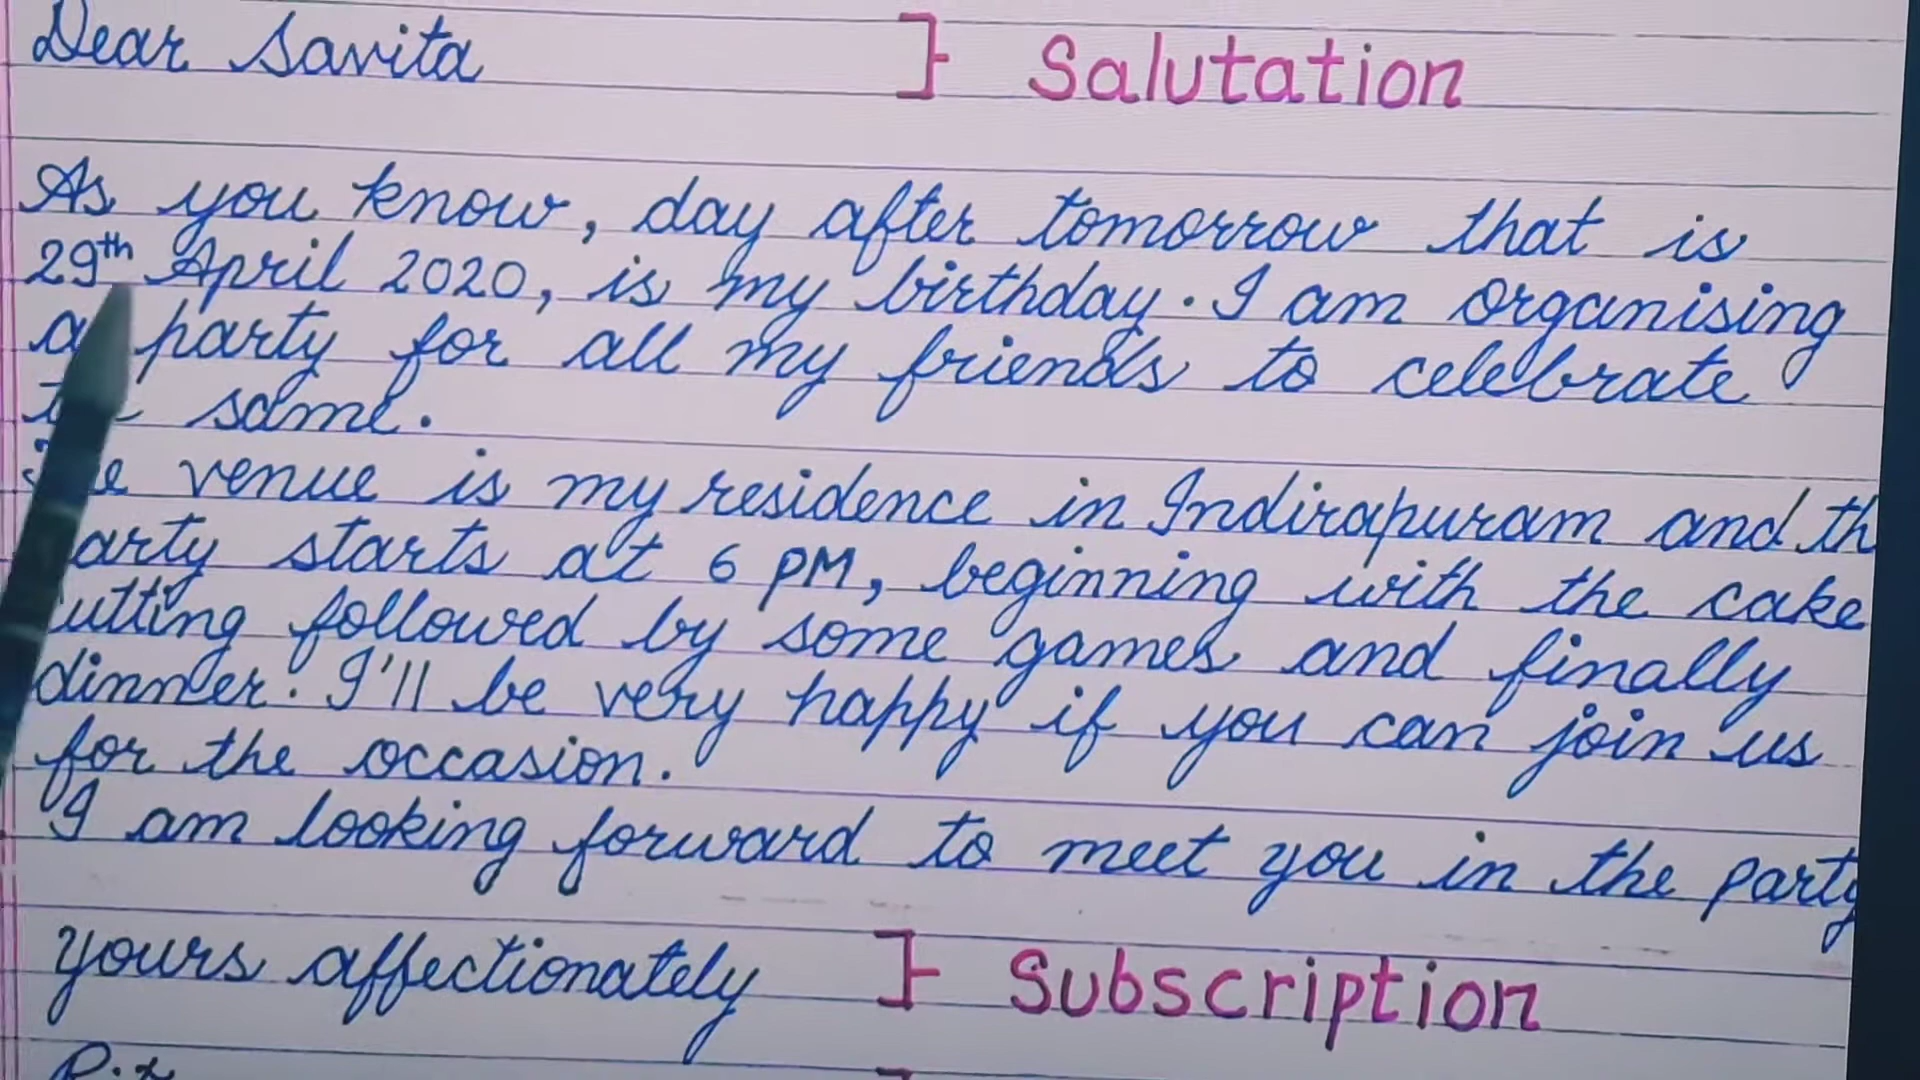 Dear Savita } Salutation
As you know, day after tomorrow that is
29th April 2020, is my birthday. I am organising
a party for all my friends to celebrate
same.
venue is my residence in Indirapuram and th
arty starts at 6 PM, beginning with the cake
utting followed by some games and finally
dinner. I'll be very happy if you can join us
for the occasion.
I am looking forward to meet you in the party
yours affectionately } Subscription